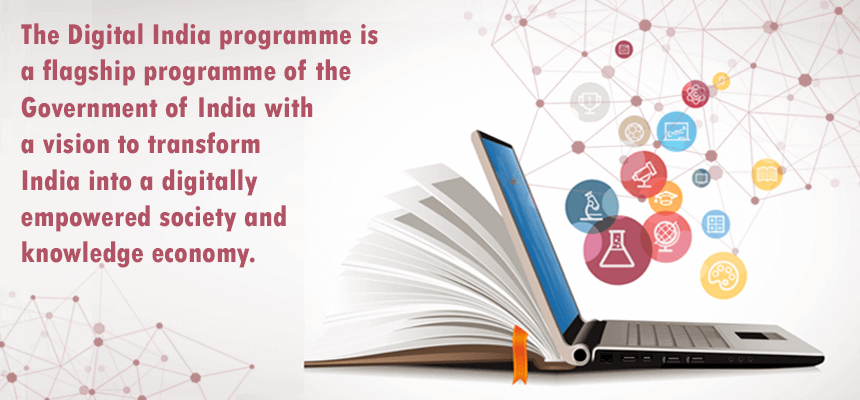 The Digital India programme is
a flagship programme of the
Government of India with
a vision to transform
India into a digitally
empowered society and
knowledge economy.